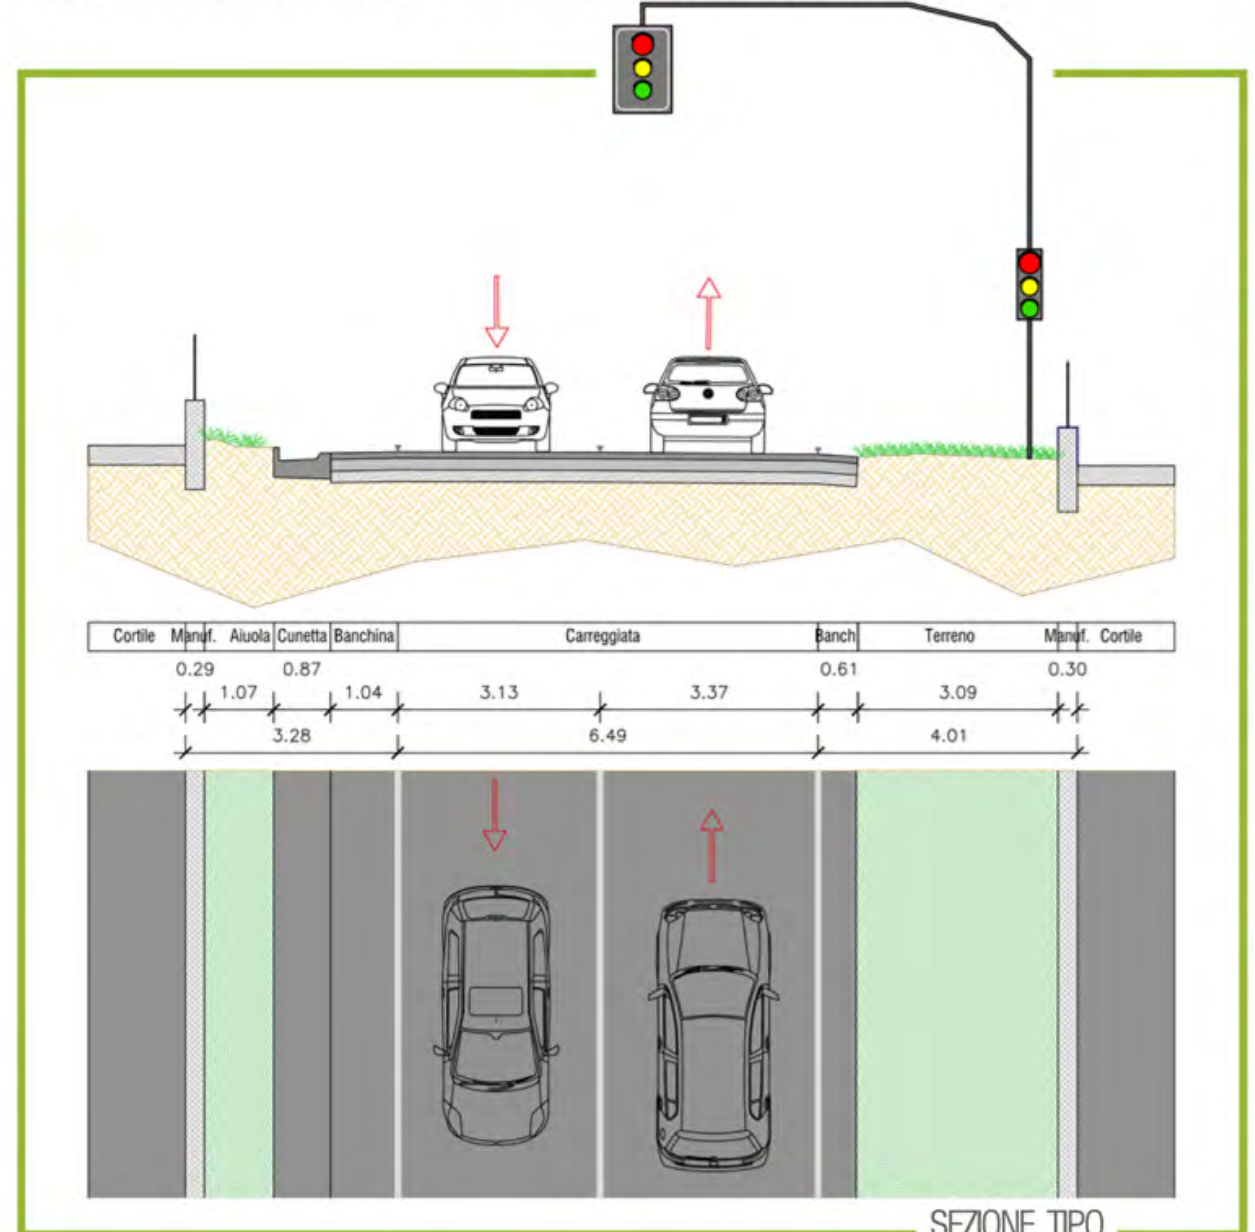 Cortile Manuf. Aiuola Cunetta Banchina Carreggiata Banch Terreno Manuf. Cortile
0.29 0.87 0.61 0.30
1.07 1.04 3.13 3.37 3.09
3.28 6.49 4.01
SEZIONE TIPO